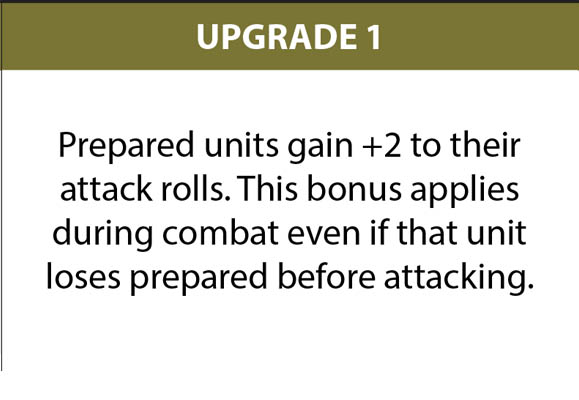 UPGRADE 1
Prepared units gain +2 to their
attack rolls. This bonus applies
during combat even if that unit
loses prepared before attacking.